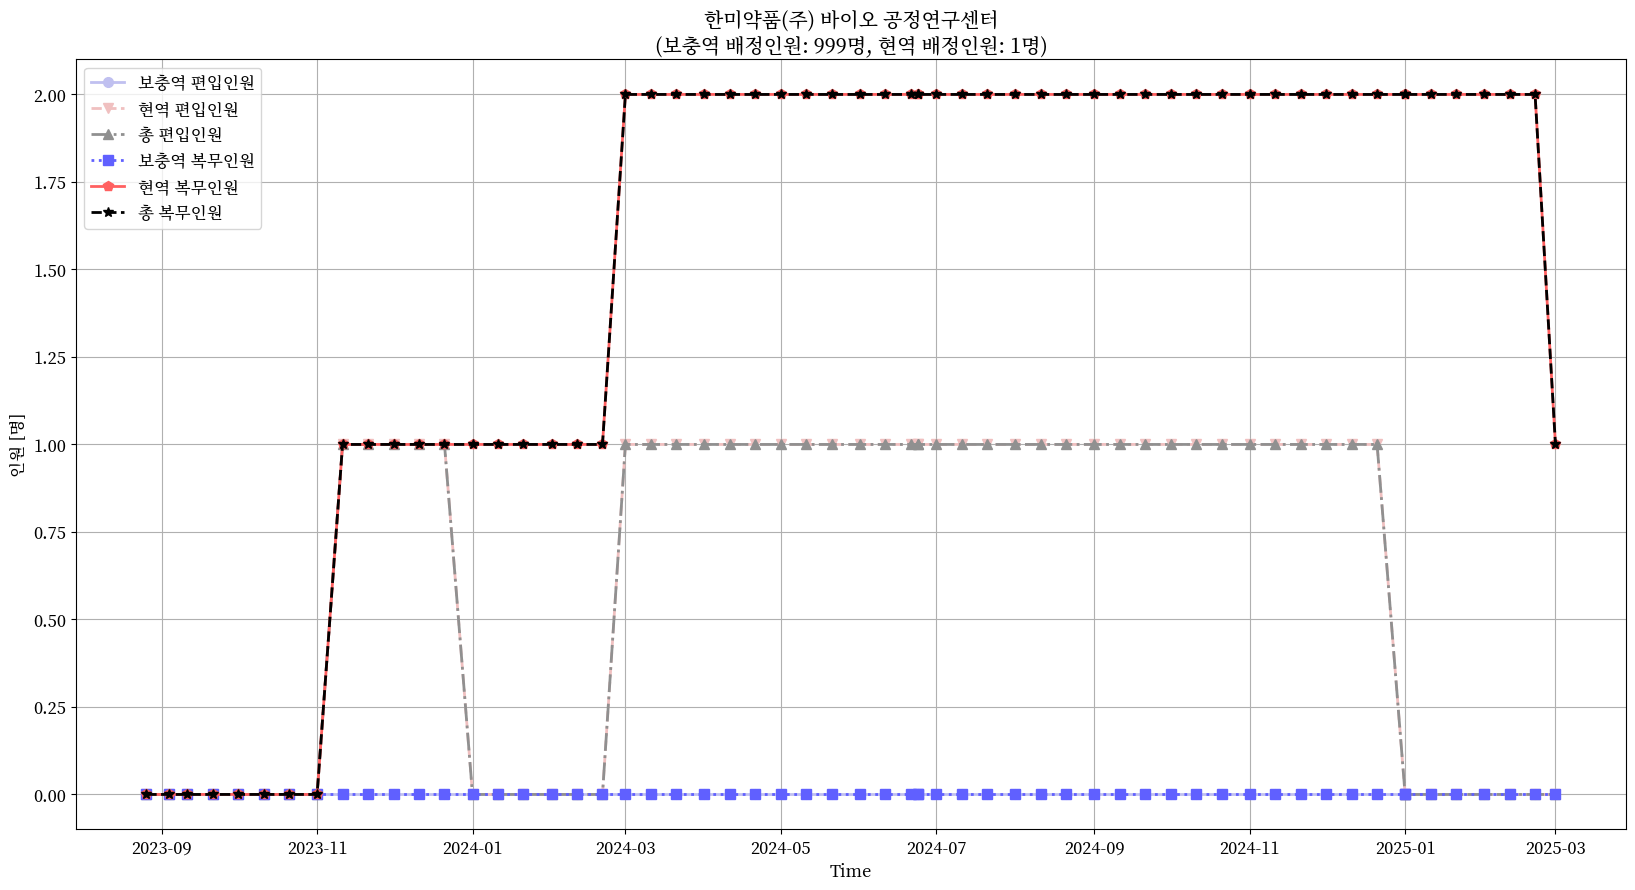 한미약품(주) 바이오 공정연구센터
(보충역 배정인원: 999명, 현역 배정인원: 1명)
보충역 편입인원
현역 편입인원
총 편입인원
보충역 복무인원
현역 복무인원
총 복무인원
인원 [명]
2.00
1.75
1.50
1.25
1.00
0.75
0.50
0.25
0.00
2023-09 2023-11 2024-01 2024-03 2024-05 2024-07 2024-09 2024-11 2025-01 2025-03
Time